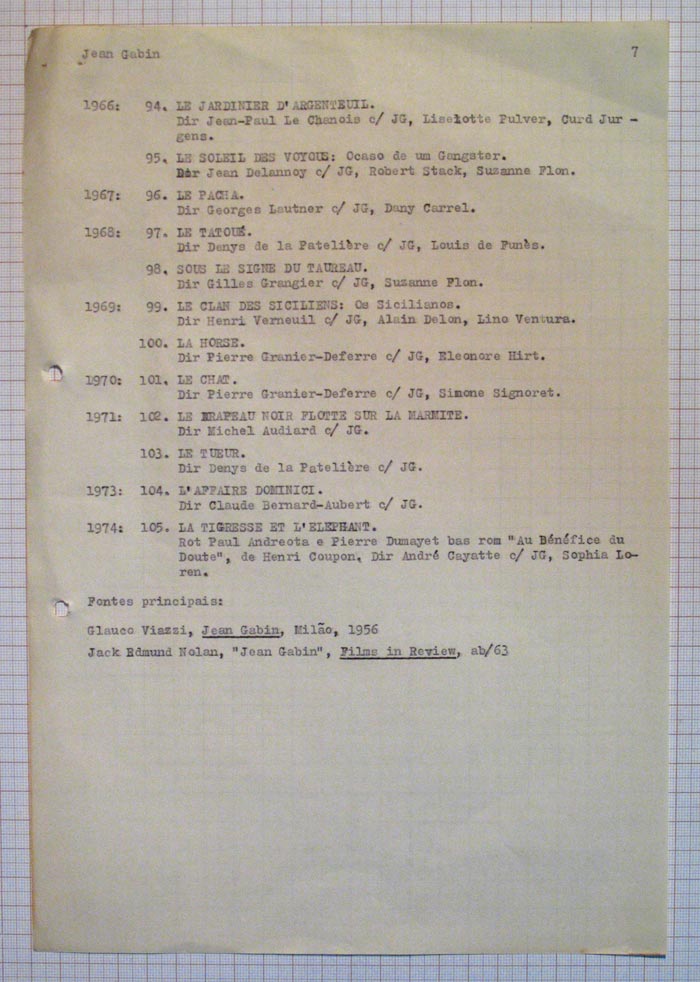 Jean Gabin 7
1966: 94. LE JARDINIER D'ARGENTEUIL.
Dir Jean-Paul Le Chanois c/ JG, Liselotte Pulver, Curd Jur -
gens.
95. LE SOLEIL DES VOYOUS: Ocaso de um Gangster.
Dir Jean Delannoy c/ JG, Robert Stack, Suzanne Flon.
1967: 96. LE PACHA.
Dir Georges Lautner c/ JG, Dany Carrel.
1968: 97. LE TATOUÉ.
Dir Denys de la Patelière c/ JG, Louis de Funès.
98. SOUS LE SIGNE DU TAUREAU.
Dir Gilles Grangier c/ JG, Suzanne Flon.
1969: 99. LE CLAN DES SICILIENS: Os Sicilianos.
Dir Henri Verneuil c/ JG, Alain Delon, Lino Ventura.
100. LA HORSE.
Dir Pierre Granier-Deferre c/ JG, Eleonore Hirt.
1970: 101. LE CHAT.
Dir Pierre Granier-Deferre c/ JG, Simone Signoret.
1971: 102. LE DRAPEAU NOIR FLOTTE SUR LA MARMITE.
Dir Michel Audiard c/ JG.
103. LE TUEUR.
Dir Denys de la Patelière c/ JG.
1973: 104. L'AFFAIRE DOMINICI.
Dir Claude Bernard-Aubert c/ JG.
1974: 105. LA TIGRESSE ET L'ELEPHANT.
Rot Paul Andreota e Pierre Dumayet bas rom "Au Bénéfice du
Doute", de Henri Coupon. Dir André Cayatte c/ JG, Sophia Lo-
ren.
Fontes principais:
Glauco Viazzi, Jean Gabin, Milão, 1956
Jack Edmund Nolan, "Jean Gabin", Films in Review, ab/63